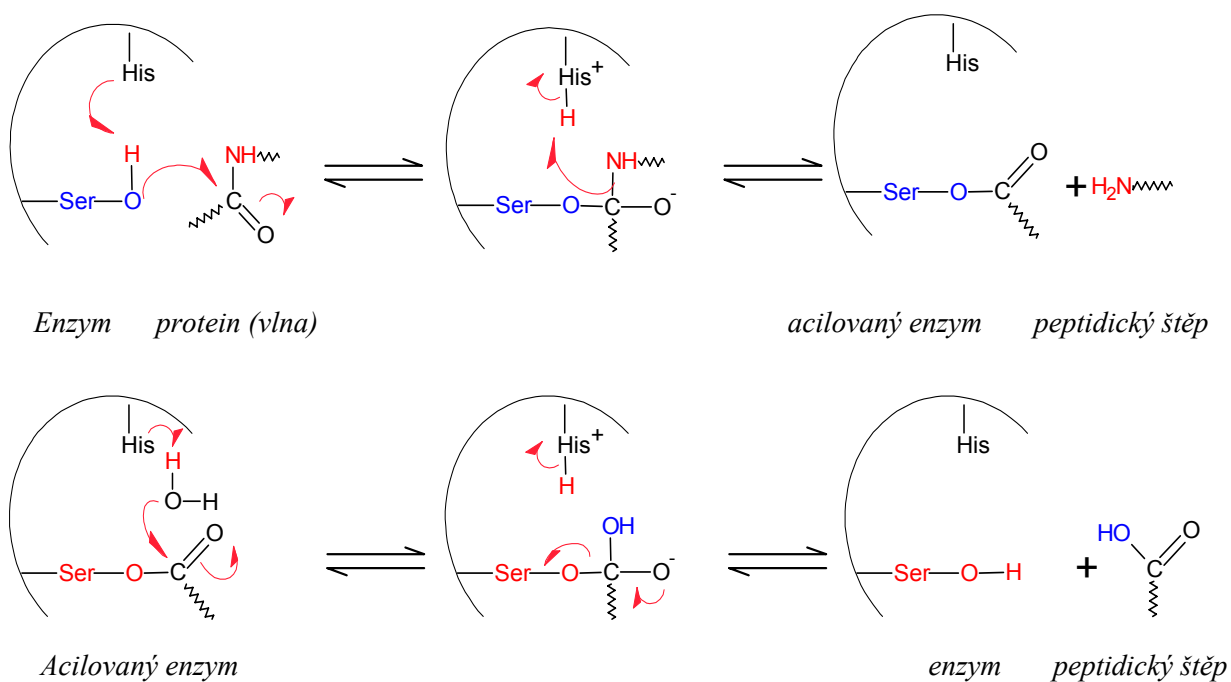 His
H
NH
Ser O C O
His+
H
NH
Ser O C O-
His
O
Ser O C + H2N
Enzym protein (vlna) acilovaný enzym peptidický štěp
His
H
O H
O
Ser O C
His+
H
OH
Ser O C O-
His
HO O
Ser O H + C
Acilovaný enzym enzym peptidický štěp